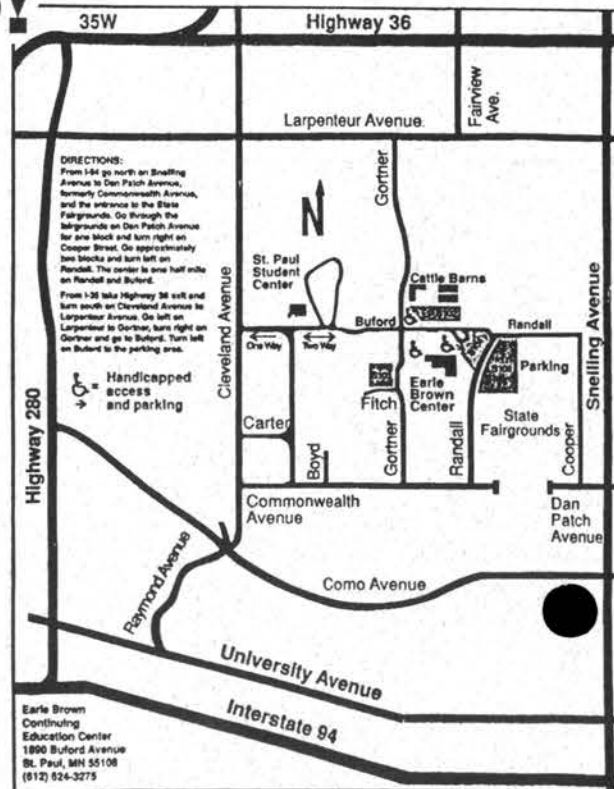 35W
Highway 36
Larpenteur Avenue
Fairview
Ave.
DIRECTIONS:
From I-94 go north on Snelling
Avenue to Dan Patch Avenue,
formerly Commonwealth Avenue,
and the entrance to the State
Fairgrounds. Go through the
fairgrounds on Dan Patch Avenue
for one block and turn right on
Cooper Street. Go approximately
two blocks and turn left on
Randall. The center is one half mile
on Randall and Buford.
From I-35 take Highway 36 exit and
turn south on Cleveland Avenue to
Larpenteur Avenue. Go left on
Larpenteur to Gortner, turn right on
Gortner and go to Buford. Turn left
on Buford to the parking area.
= Handicapped
access
and parking
Highway 280
Cleveland Avenue
N
Gortner
St. Paul
Student
Center
Cattle Barns
Buford
Randall
One Way
Two Way
Snelling Avenue
Parking
Earle
Brown
Center
Fitch
State
Fairgrounds
Carter
Boyd
Gortner
Randall
Cooper
Commonwealth
Avenue
Dan
Patch
Avenue
Raymond Avenue
Como Avenue
University Avenue
Interstate 94
Earle Brown
Continuing
Education Center
1890 Buford Avenue
St. Paul, MN 55108
(612) 624-3275